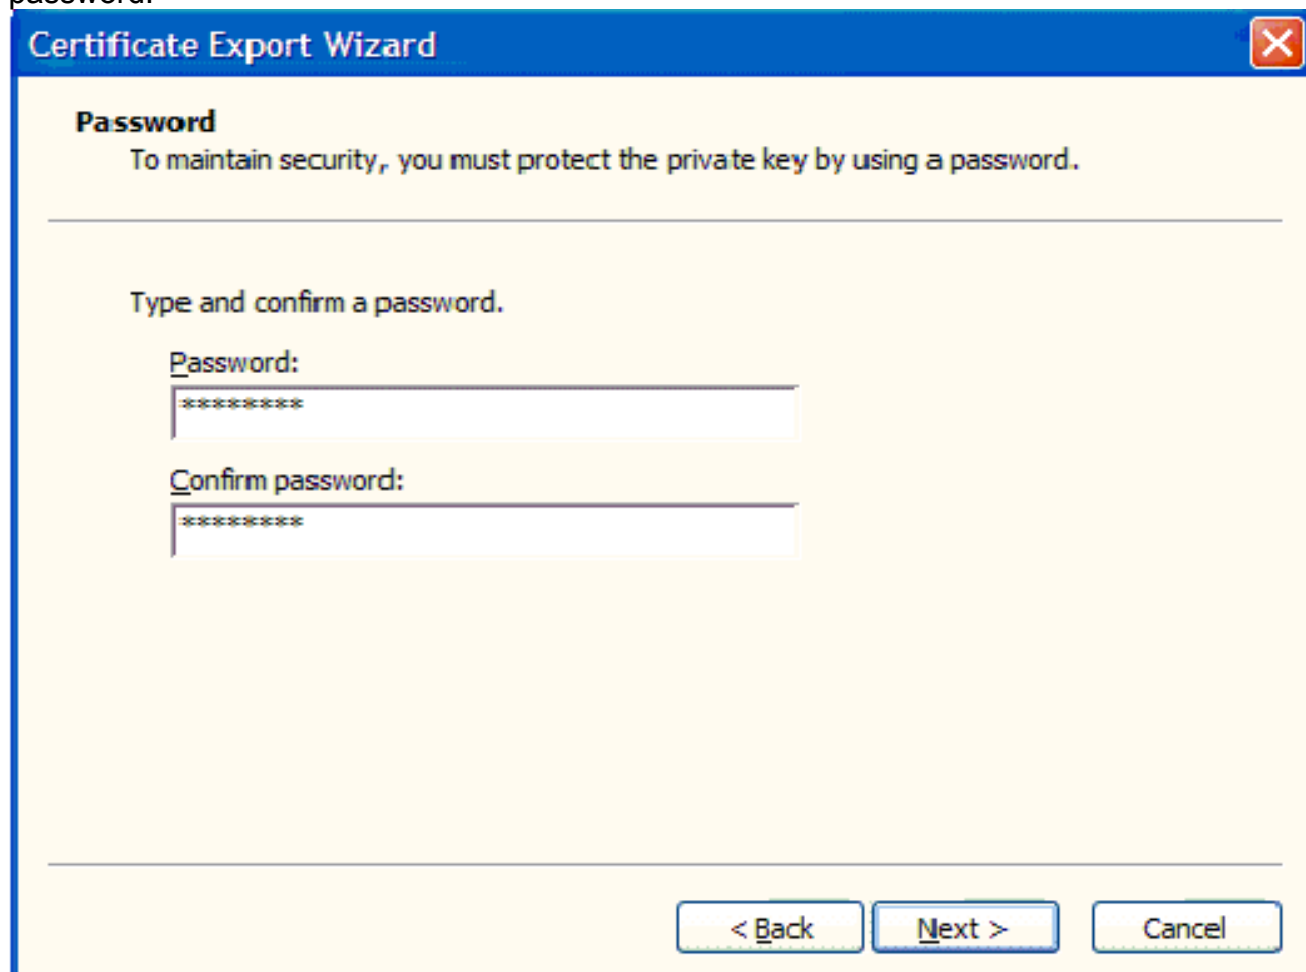 password.
Certificate Export Wizard
Password
To maintain security, you must protect the private key by using a password.
Type and confirm a password.
Password:
********
Confirm password:
********
< Back Next > Cancel